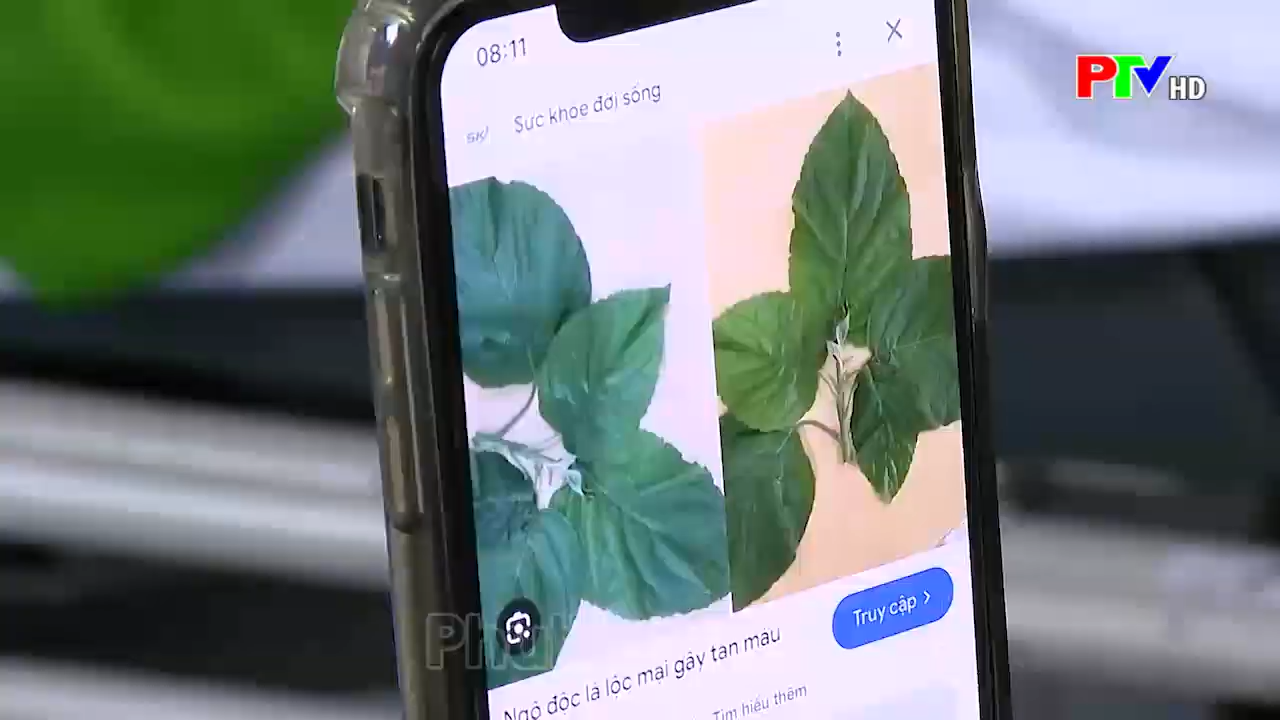 08:11
PTV HD
SK!
Sức khỏe đời sống
Truy cập
Ngộ độc lá lộc mại gây tan máu
Tìm hiểu thêm